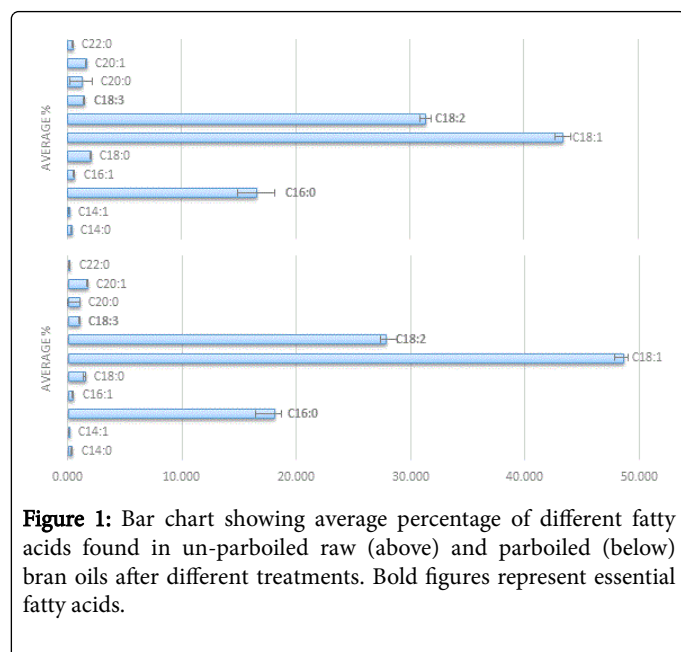 C22:0
C20:1
C20:0
C18:3
C18:2
C18:1
C18:0
C16:1
C16:0
C14:1
C14:0
AVERAGE %
C22:0
C20:1
C20:0
C18:3
C18:2
C18:1
C18:0
C16:1
C16:0
C14:1
C14:0
AVERAGE %
0.000 10.000 20.000 30.000 40.000 50.000
Figure 1: Bar chart showing average percentage of different fatty
acids found in un-parboiled raw (above) and parboiled (below)
bran oils after different treatments. Bold figures represent essential
fatty acids.